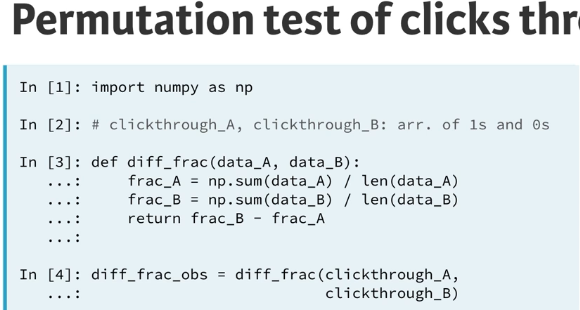 Permutation test of clicks
In [1]: import numpy as np
In [2]: # clickthrough_A, clickthrough_B: arr. of 1s and 0s
In [3]: def diff_frac(data_A, data_B):
   ...:     frac_A = np.sum(data_A) / len(data_A)
   ...:     frac_B = np.sum(data_B) / len(data_B)
   ...:     return frac_B - frac_A
   ...:
In [4]: diff_frac_obs = diff_frac(clickthrough_A,
   ...:                           clickthrough_B)